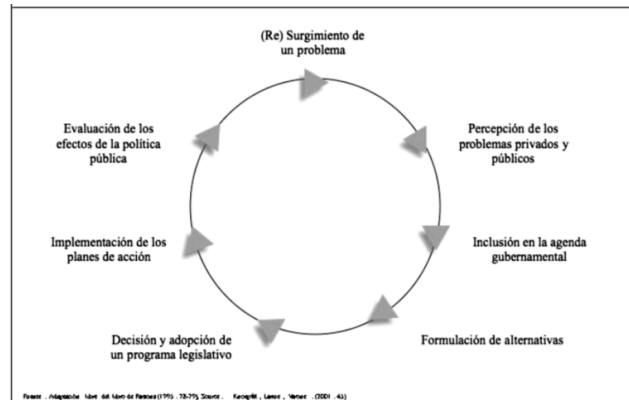 (Re) Surgimiento de
un problema
Percepción de los
problemas privados y
públicos
Inclusión en la agenda
gubernamental
Formulación de alternativas
Decisión y adopción de
un programa legislativo
Implementación de los
planes de acción
Evaluación de los
efectos de la política
pública